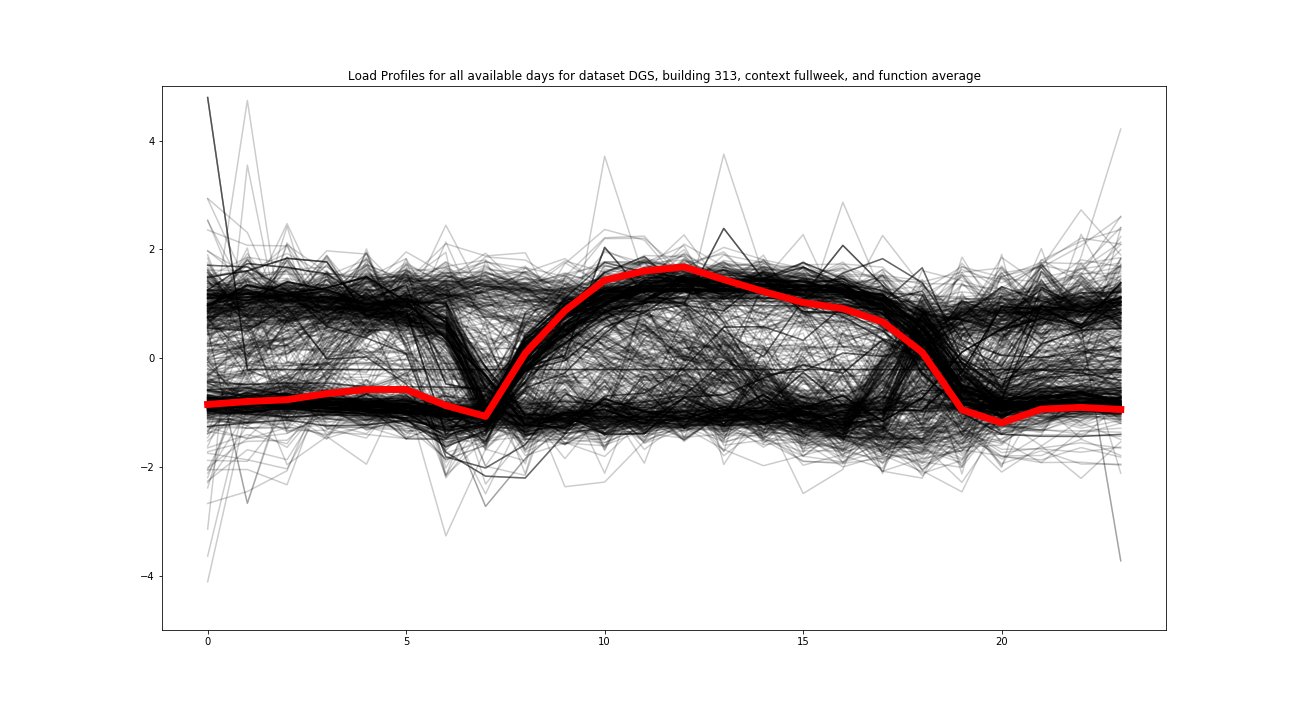 Load Profiles for all available days for dataset DGS, building 313, context fullweek, and function average
4
2
0
−2
−4
0 5 10 15 20